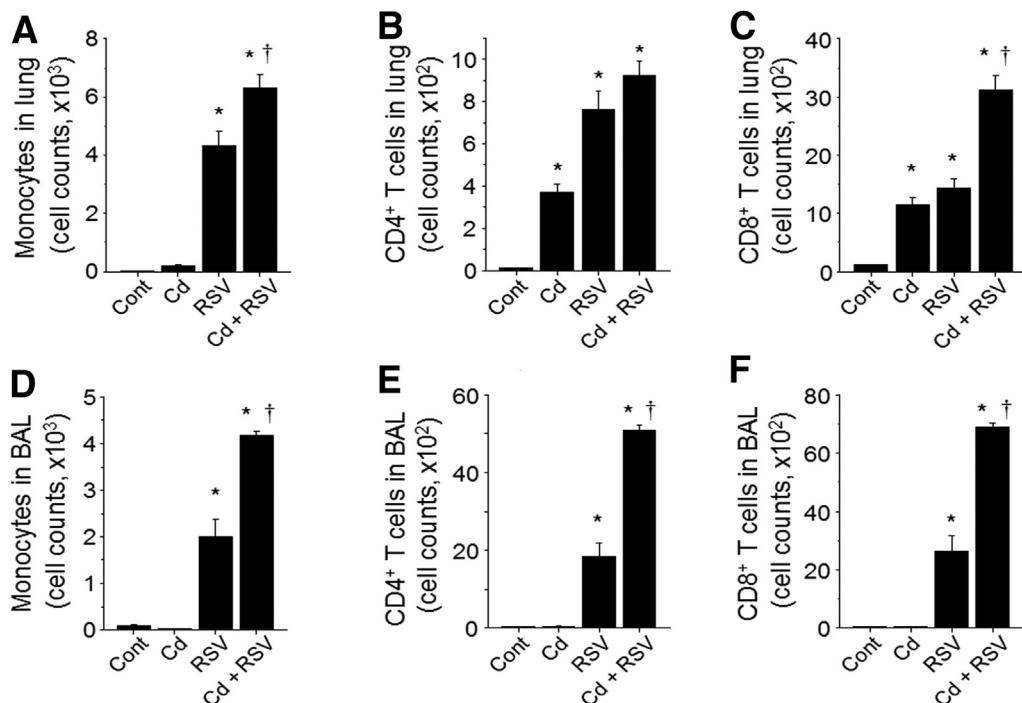 A
Monocytes in lung
(cell counts, x10³)
8
6
4
2
0
* 
* †
Cont
Cd
RSV
Cd + RSV
B
CD4⁺ T cells in lung
(cell counts, x10²)
10
8
6
4
2
0
*
*
*
Cont
Cd
RSV
Cd + RSV
C
CD8⁺ T cells in lung
(cell counts, x10²)
40
30
20
10
0
*
*
* †
Cont
Cd
RSV
Cd + RSV
D
Monocytes in BAL
(cell counts, x10³)
5
4
3
2
1
0
*
* †
Cont
Cd
RSV
Cd + RSV
E
CD4⁺ T cells in BAL
(cell counts, x10²)
60
40
20
0
*
* †
Cont
Cd
RSV
Cd + RSV
F
CD8⁺ T cells in BAL
(cell counts, x10²)
80
60
40
20
0
*
* †
Cont
Cd
RSV
Cd + RSV